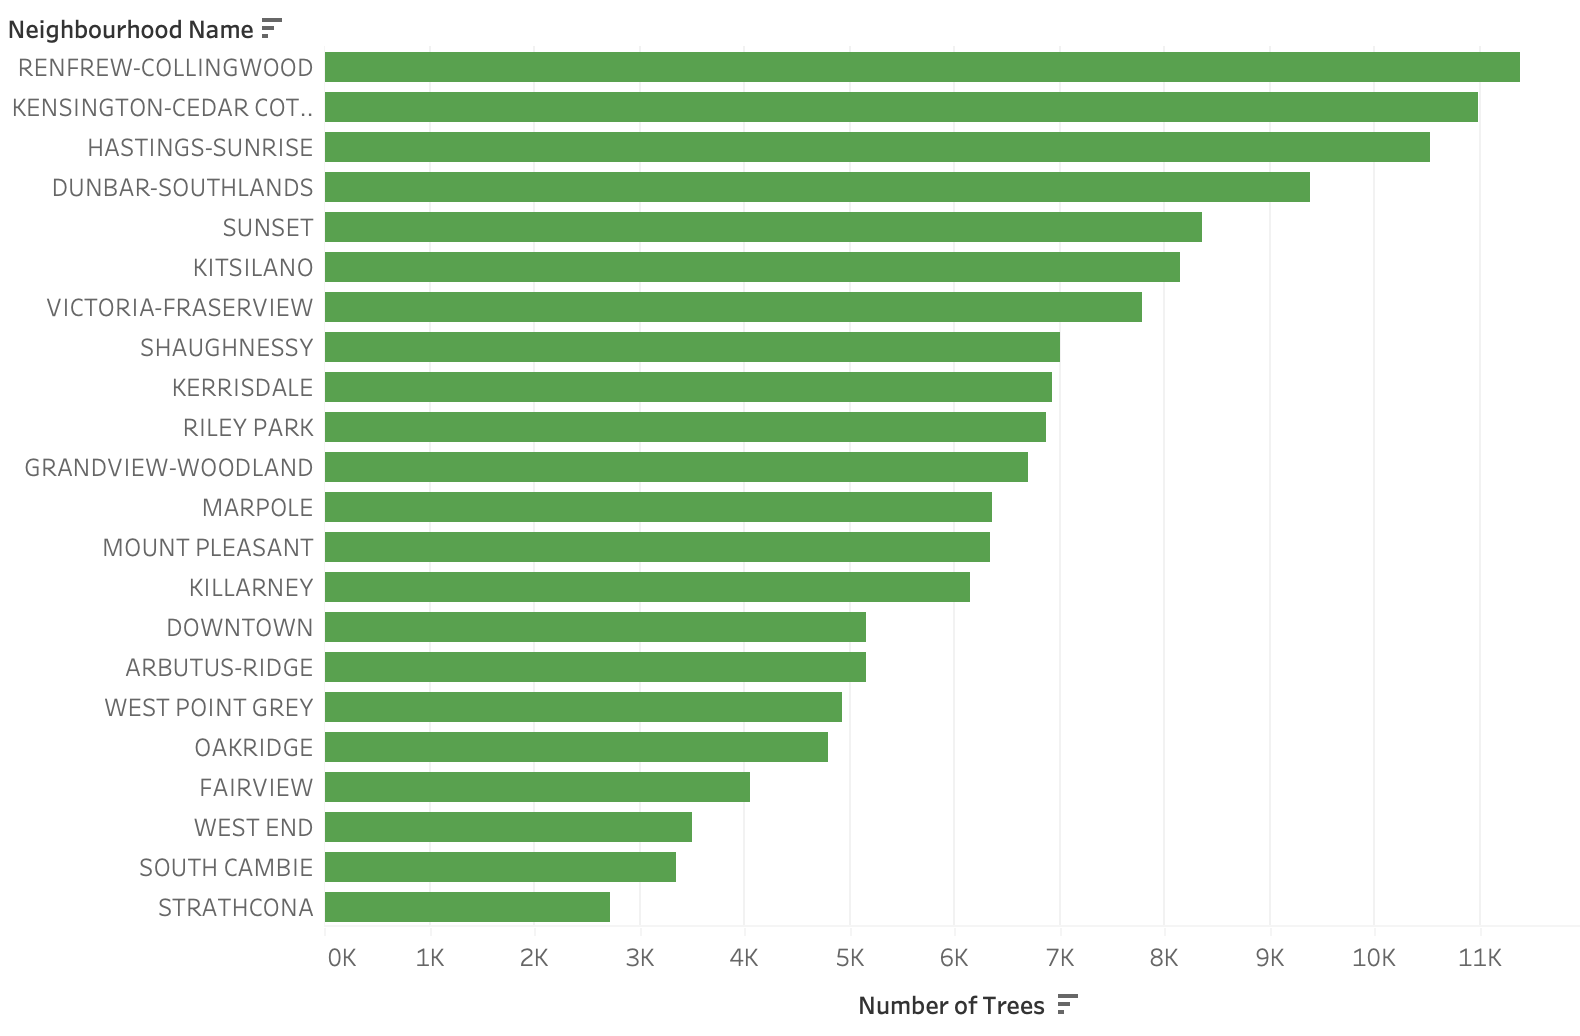 Neighbourhood Name
RENFREW-COLLINGWOOD
KENSINGTON-CEDAR COT..
HASTINGS-SUNRISE
DUNBAR-SOUTHLANDS
SUNSET
KITSILANO
VICTORIA-FRASERVIEW
SHAUGHNESSY
KERRISDALE
RILEY PARK
GRANDVIEW-WOODLAND
MARPOLE
MOUNT PLEASANT
KILLARNEY
DOWNTOWN
ARBUTUS-RIDGE
WEST POINT GREY
OAKRIDGE
FAIRVIEW
WEST END
SOUTH CAMBIE
STRATHCONA
0K 1K 2K 3K 4K 5K 6K 7K 8K 9K 10K 11K
Number of Trees